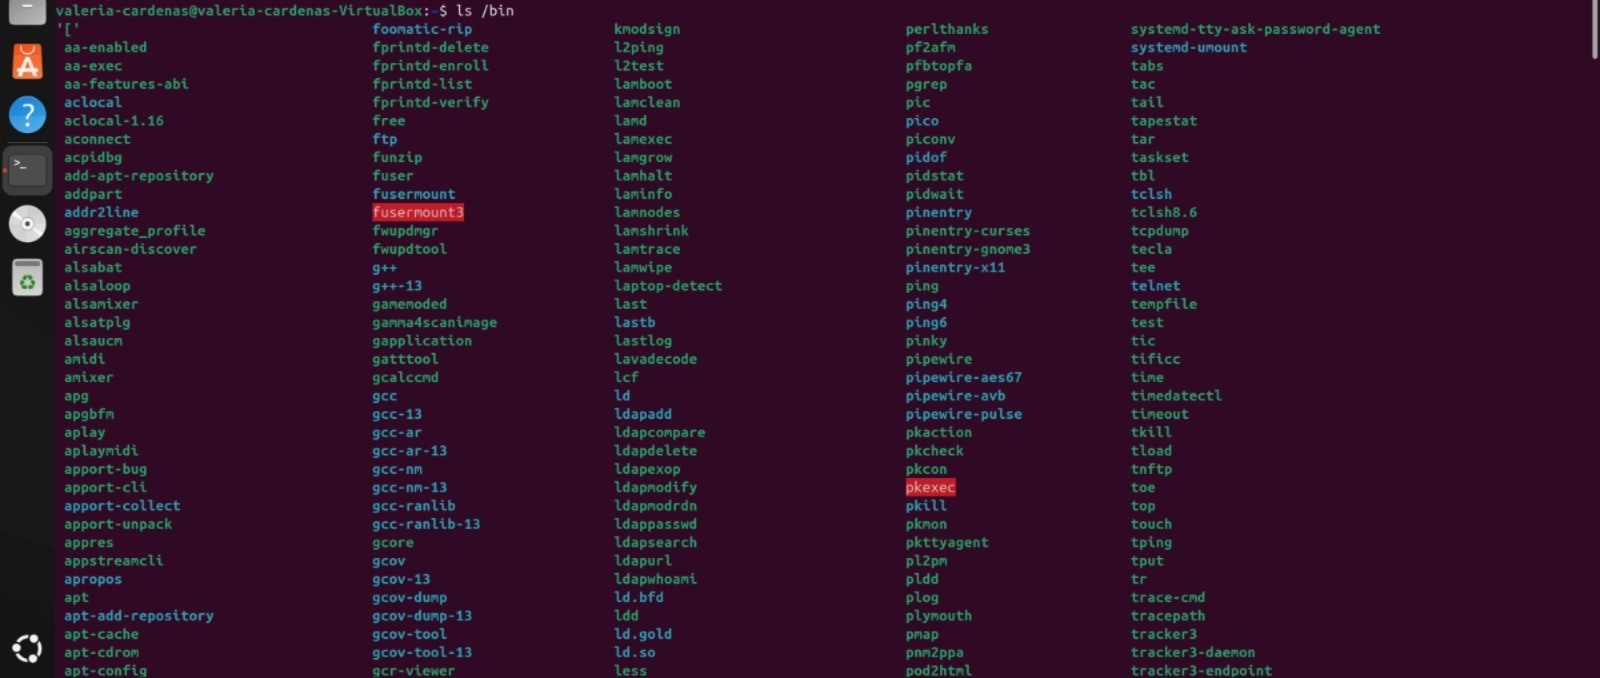 valeria-cardenas@valeria-cardenas-VirtualBox:~$ ls /bin
'[' foomatic-rip kmodsign perlthanks systemd-tty-ask-password-agent
aa-enabled fprintd-delete l2ping pf2afm systemd-umount
aa-exec fprintd-enroll l2test pfbtopfa tabs
aa-features-abi fprintd-list lamboot pgrep tac
aclocal fprintd-verify lamclean pic tail
aclocal-1.16 free lamd pico tapestat
aconnect ftp lamexec piconv tar
acpidbg funzip lamgrow pidof taskset
add-apt-repository fuser lamhalt pidstat tbl
addpart fusermount laminfo pidwait tclsh
addr2line fusermount3 lamnodes pinentry tclsh8.6
aggregate_profile fwupdmgr lamshrink pinentry-curses tcpdump
airscan-discover fwupdtool lamtrace pinentry-gnome3 tecla
alsabat g++ lamwipe pinentry-x11 tee
alsaloop g++-13 laptop-detect ping telnet
alsamixer gamemoded last ping4 tempfile
alsatplg gamma4scanimage lastb ping6 test
alsaucm gapplication lastlog pinky tic
amidi gatttool lavadecode pipewire tificc
amixer gcalccmd lcf pipewire-aes67 time
apg gcc ld pipewire-avb timedatectl
apgbfm gcc-13 ldapadd pipewire-pulse timeout
aplay gcc-ar ldapcompare pkaction tkill
aplaymidi gcc-ar-13 ldapdelete pkcheck tload
apport-bug gcc-nm ldapexop pkcon tnftp
apport-cli gcc-nm-13 ldapmodify pkexec toe
apport-collect gcc-ranlib ldapmodrdn pkill top
apport-unpack gcc-ranlib-13 ldappasswd pkmon touch
appres gcore ldapsearch pkttyagent tping
appstreamcli gcov ldapurl pl2pm tput
apropos gcov-13 ldapwhoami pldd tr
apt gcov-dump ld.bfd plog trace-cmd
apt-add-repository gcov-dump-13 ldd plymouth tracepath
apt-cache gcov-tool ld.gold pmap tracker3
apt-cdrom gcov-tool-13 ld.so pnm2ppa tracker3-daemon
apt-config gcr-viewer less pod2html tracker3-endpoint